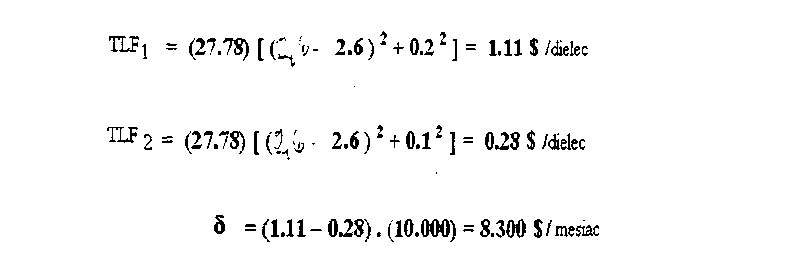 TLF1 = (27.78) [ ( - 2.6 )² + 0.2² ] = 1.11 $ /dielec
TLF2 = (27.78) [ ( - 2.6 )² + 0.1² ] = 0.28 $ /dielec
δ = (1.11 – 0.28) . (10.000) = 8.300 $ / mesiac